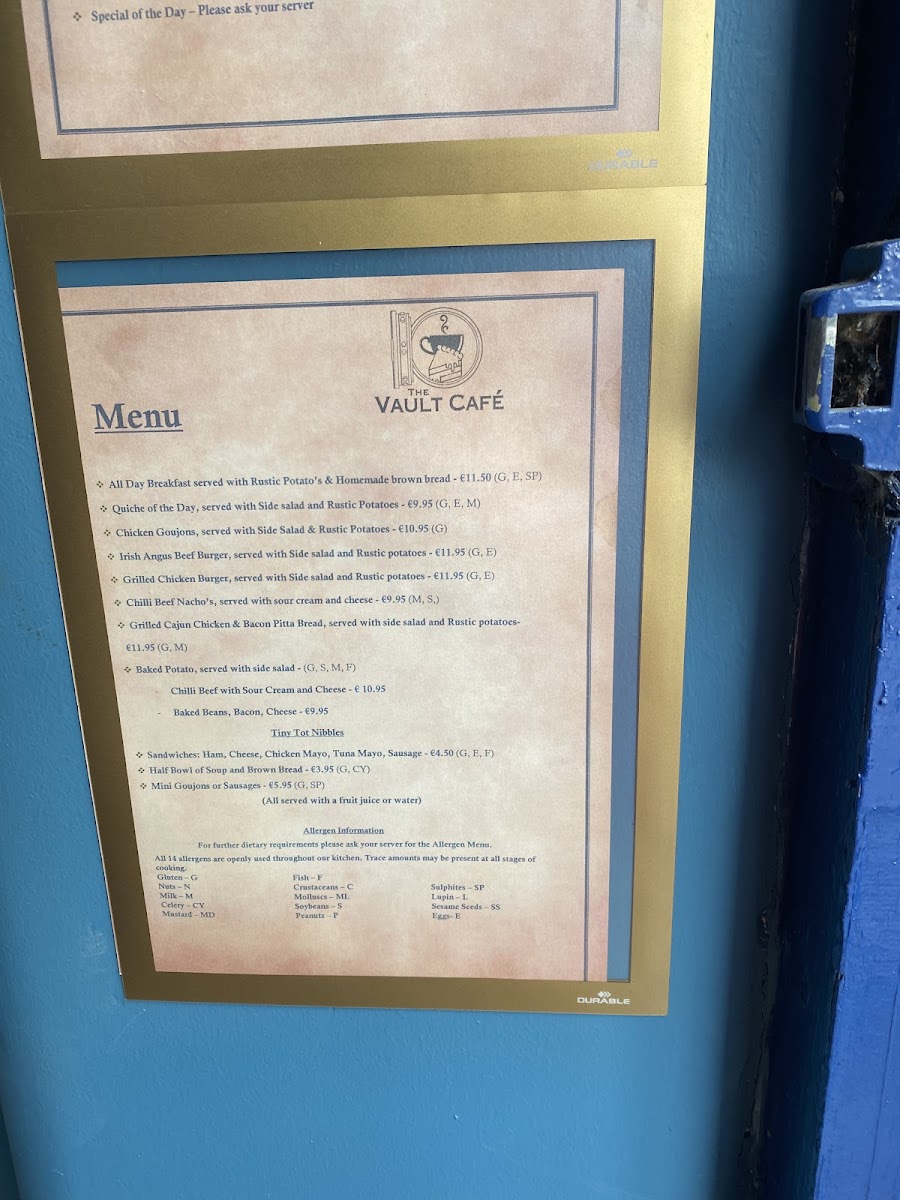 ❖ Special of the Day – Please ask your server
DURABLE
THE
VAULT CAFÉ
Menu
❖ All Day Breakfast served with Rustic Potato's & Homemade brown bread - €11.50 (G, E, SP)
❖ Quiche of the Day, served with Side salad and Rustic Potatoes - €9.95 (G, E, M)
❖ Chicken Goujons, served with Side Salad & Rustic Potatoes - €10.95 (G)
❖ Irish Angus Beef Burger, served with Side salad and Rustic potatoes - €11.95 (G, E)
❖ Grilled Chicken Burger, served with Side salad and Rustic potatoes - €11.95 (G, E)
❖ Chilli Beef Nacho's, served with sour cream and cheese - €9.95 (M, S,)
❖ Grilled Cajun Chicken & Bacon Pitta Bread, served with side salad and Rustic potatoes-
€11.95 (G, M)
❖ Baked Potato, served with side salad - (G, S, M, F)
- Chilli Beef with Sour Cream and Cheese - € 10.95
- Baked Beans, Bacon, Cheese - €9.95
Tiny Tot Nibbles
❖ Sandwiches: Ham, Cheese, Chicken Mayo, Tuna Mayo, Sausage - €4.50 (G, E, F)
❖ Half Bowl of Soup and Brown Bread - €3.95 (G, CY)
❖ Mini Goujons or Sausages - €5.95 (G, SP)
(All served with a fruit juice or water)
Allergen Information
For further dietary requirements please ask your server for the Allergen Menu.
All 14 allergens are openly used throughout our kitchen. Trace amounts may be present at all stages of
cooking.
Gluten – G Fish – F
Nuts – N Crustaceans – C Sulphites – SP
Milk – M Molluscs – ML Lupin – L
Celery – CY Soybeans – S Sesame Seeds – SS
Mustard – MD Peanuts – P Eggs- E
DURABLE